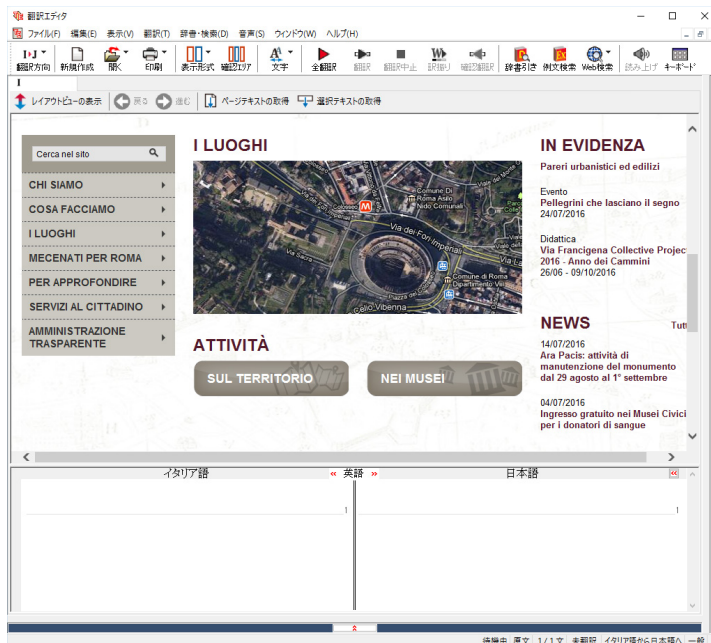 翻訳エディタ
ファイル(F) 編集(E) 表示(V) 翻訳(T) 辞書・検索(D) 音声(S) ウィンドウ(W) ヘルプ(H)
翻訳方向 新規作成 開く 印刷 表示形式 確認エリア 文字 全翻訳 翻訳 翻訳中止 訳振り 確認翻訳 辞書引き 例文検索 Web検索 読み上げ キーボード
I
レイアウトビューの表示 戻る 進む ページテキストの取得 選択テキストの取得
Cerca nel sito
CHI SIAMO
COSA FACCIAMO
I LUOGHI
MECENATI PER ROMA
PER APPROFONDIRE
SERVIZI AL CITTADINO
AMMINISTRAZIONE
TRASPARENTE
I LUOGHI
Comune Di
Roma Asilo
Nido Comunali
Colosseo
Via dei Fori Imperiali
Via Sacra
Comune di Roma
Dipartimento Vsi
Piazza del
Celio Vibenna
ATTIVITÀ
SUL TERRITORIO
NEI MUSEI
IN EVIDENZA
Pareri urbanistici ed edilizi
Evento
Pellegrini che lasciano il segno
24/07/2016
Didattica
Via Francigena Collective Projec
2016 - Anno dei Cammini
26/06 - 09/10/2016
NEWS
Tutt
14/07/2016
Ara Pacis: attività di
manutenzione del monumento
dal 29 agosto al 1° settembre
04/07/2016
Ingresso gratuito nei Musei Civici
per i donatori di sangue
イタリア語 « 英語 » 日本語 «
1
1
待機中 原文 1/1文 未翻訳 イタリア語から日本語へ 一般